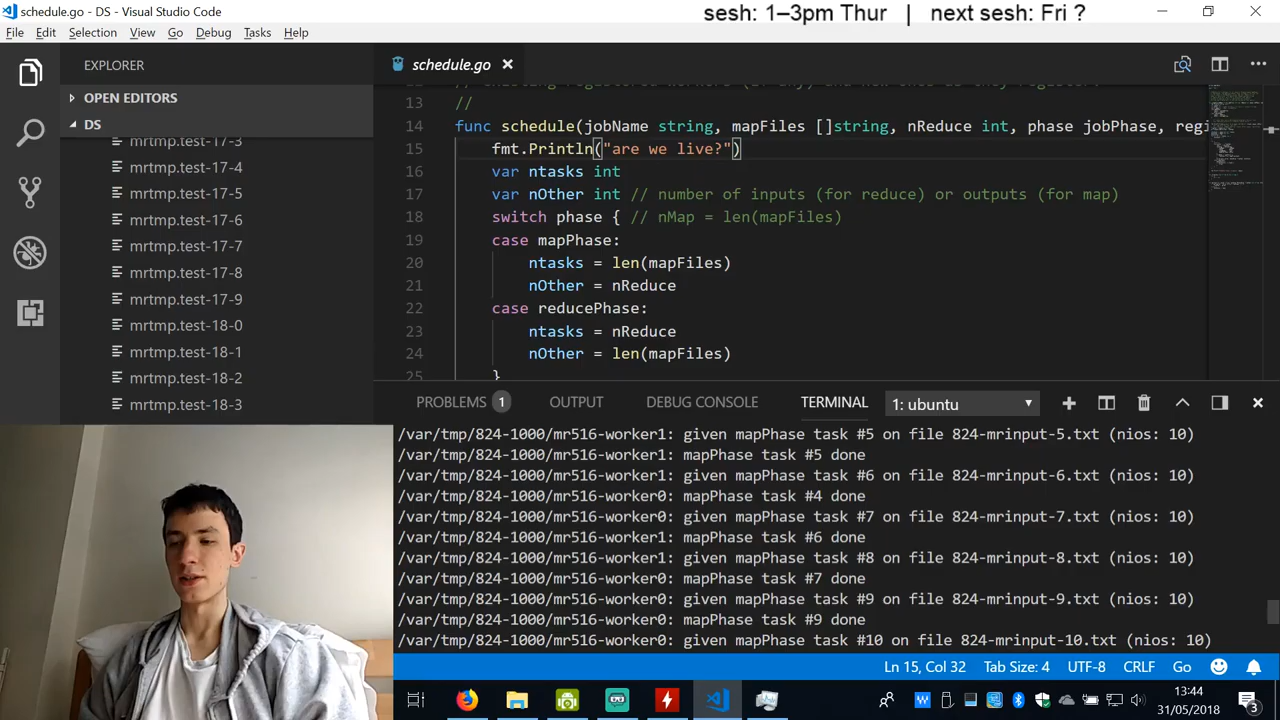 schedule.go - DS - Visual Studio Code
sesh: 1–3pm Thur | next sesh: Fri ?
File Edit Selection View Go Debug Tasks Help
EXPLORER
OPEN EDITORS
DS
mrtmp.test-17-3
mrtmp.test-17-4
mrtmp.test-17-5
mrtmp.test-17-6
mrtmp.test-17-7
mrtmp.test-17-8
mrtmp.test-17-9
mrtmp.test-18-0
mrtmp.test-18-1
mrtmp.test-18-2
mrtmp.test-18-3
schedule.go
13 //
14 func schedule(jobName string, mapFiles []string, nReduce int, phase jobPhase, regi
15 fmt.Println("are we live?")
16 var ntasks int
17 var nOther int // number of inputs (for reduce) or outputs (for map)
18 switch phase { // nMap = len(mapFiles)
19 case mapPhase:
20 ntasks = len(mapFiles)
21 nOther = nReduce
22 case reducePhase:
23 ntasks = nReduce
24 nOther = len(mapFiles)
25 }
PROBLEMS 1 OUTPUT DEBUG CONSOLE TERMINAL 1: ubuntu
/var/tmp/824-1000/mr516-worker1: given mapPhase task #5 on file 824-mrinput-5.txt (nios: 10)
/var/tmp/824-1000/mr516-worker1: mapPhase task #5 done
/var/tmp/824-1000/mr516-worker1: given mapPhase task #6 on file 824-mrinput-6.txt (nios: 10)
/var/tmp/824-1000/mr516-worker0: mapPhase task #4 done
/var/tmp/824-1000/mr516-worker0: given mapPhase task #7 on file 824-mrinput-7.txt (nios: 10)
/var/tmp/824-1000/mr516-worker1: mapPhase task #6 done
/var/tmp/824-1000/mr516-worker1: given mapPhase task #8 on file 824-mrinput-8.txt (nios: 10)
/var/tmp/824-1000/mr516-worker0: mapPhase task #7 done
/var/tmp/824-1000/mr516-worker0: given mapPhase task #9 on file 824-mrinput-9.txt (nios: 10)
/var/tmp/824-1000/mr516-worker0: mapPhase task #9 done
/var/tmp/824-1000/mr516-worker0: given mapPhase task #10 on file 824-mrinput-10.txt (nios: 10)
Ln 15, Col 32 Tab Size: 4 UTF-8 CRLF Go
13:44
31/05/2018
3